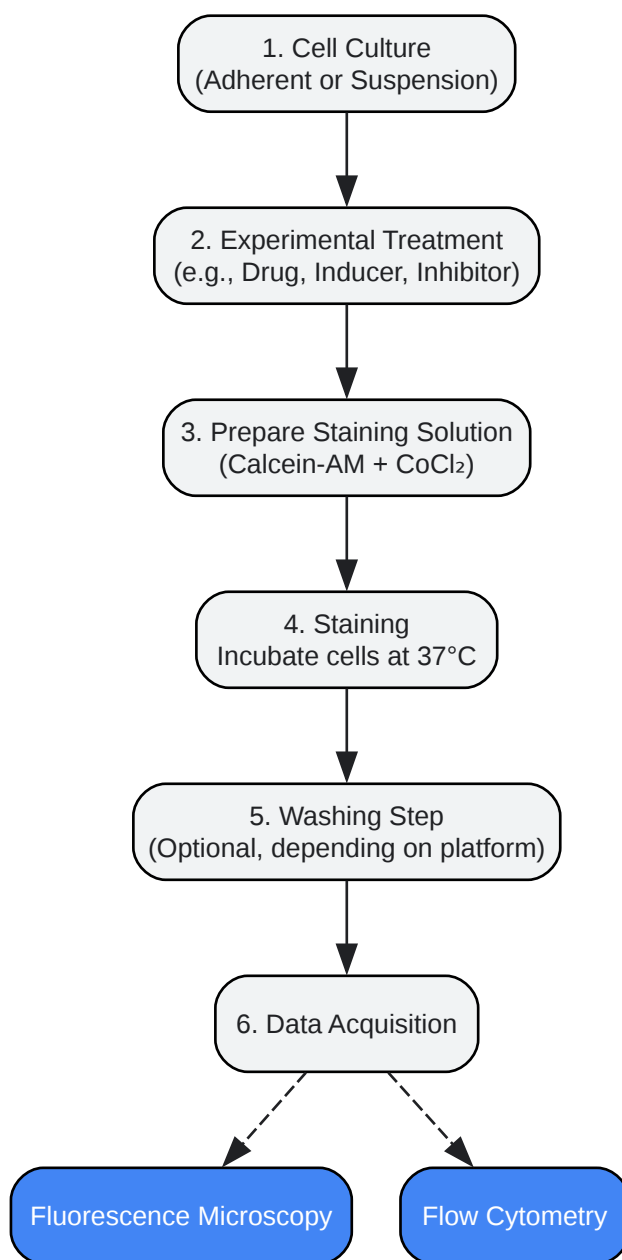 1. Cell Culture
(Adherent or Suspension)
2. Experimental Treatment
(e.g., Drug, Inducer, Inhibitor)
3. Prepare Staining Solution
(Calcein-AM + CoCl₂)
4. Staining
Incubate cells at 37°C
5. Washing Step
(Optional, depending on platform)
6. Data Acquisition
Fluorescence Microscopy
Flow Cytometry